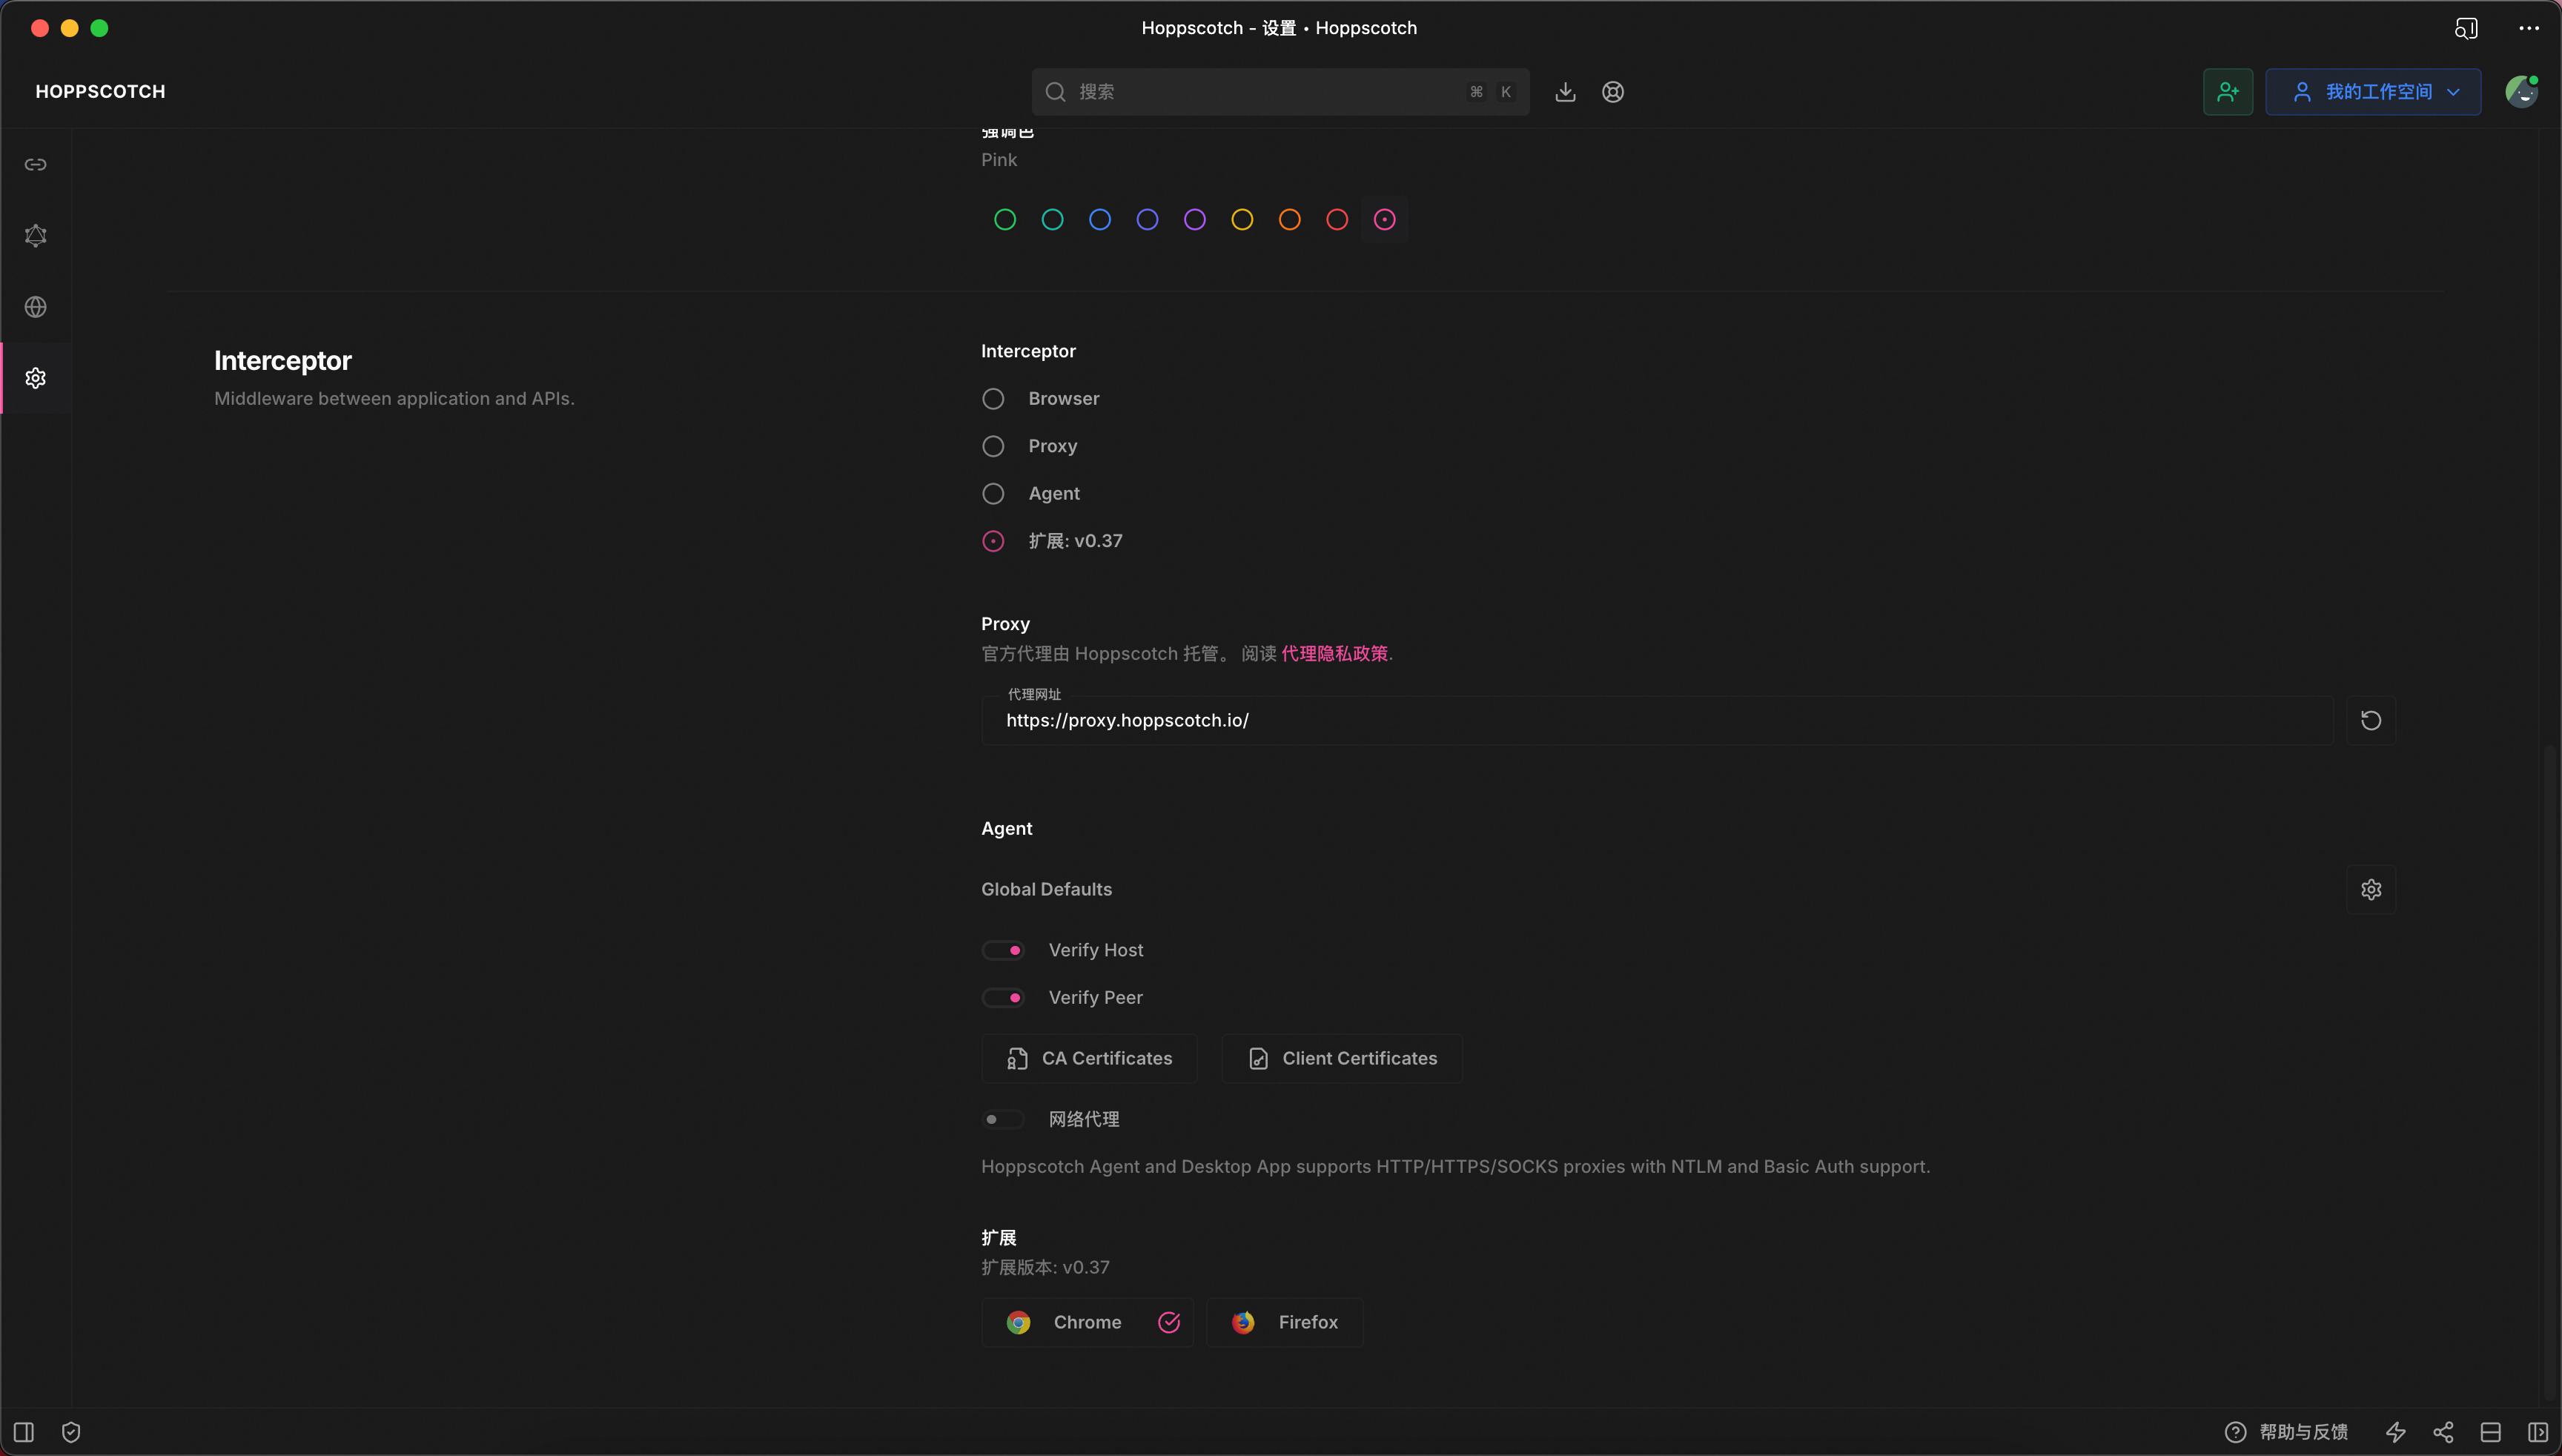 Hoppscotch - 设置 • Hoppscotch
HOPPSCOTCH
搜索
⌘ K
我的工作空间
强调色
Pink
Interceptor
Middleware between application and APIs.
Interceptor
Browser
Proxy
Agent
扩展: v0.37
Proxy
官方代理由 Hoppscotch 托管。 阅读 代理隐私政策.
代理网址
https://proxy.hoppscotch.io/
Agent
Global Defaults
Verify Host
Verify Peer
CA Certificates
Client Certificates
网络代理
Hoppscotch Agent and Desktop App supports HTTP/HTTPS/SOCKS proxies with NTLM and Basic Auth support.
扩展
扩展版本: v0.37
Chrome
Firefox
帮助与反馈